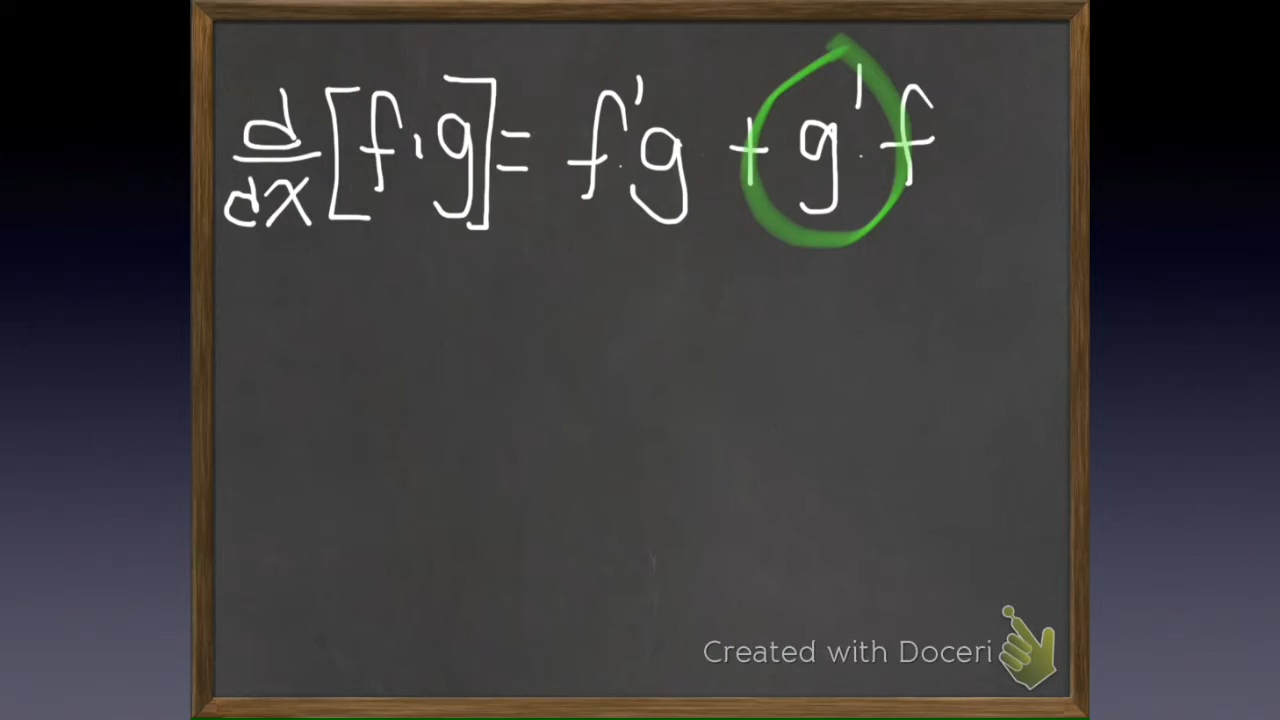 d/dx [f·g] = f'·g + g'·f
Created with Doceri